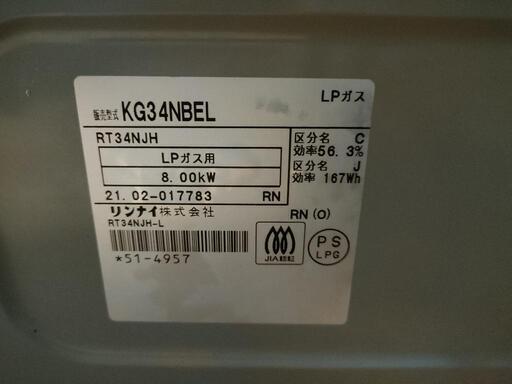 LPガス
販売型式 KG34NBEL
RT34NJH
LPガス用
8.00kW
21.02-017783 RN
区分名 C
効率56.3%
区分名 J
効率 167Wh
リンナイ株式会社
RT34NJH-L
RN(O)
*51-4957
JIA認証
PS
LPG